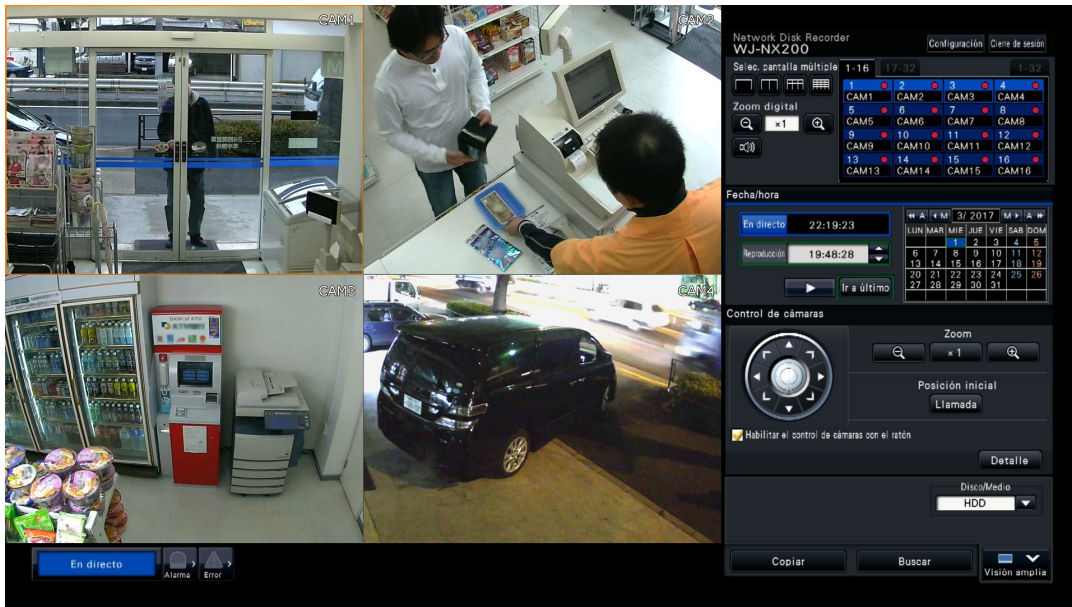 CAM1
CAM2
CAM3
BANK of ATM
ATM
CAM4
En directo
Alarma
Error
Network Disk Recorder
WJ-NX200
Configuración
Cierre de sesión
Selec. pantalla múltiple
1-16
17-32
1-32
1 2 3 4
CAM1 CAM2 CAM3 CAM4
5 6 7 8
CAM5 CAM6 CAM7 CAM8
9 10 11 12
CAM9 CAM10 CAM11 CAM12
13 14 15 16
CAM13 CAM14 CAM15 CAM16
Zoom digital
×1
Fecha/hora
En directo 22:19:23
Reproducción 19:48:28
Ir a último
A M 3/ 2017 M A
LUN MAR MIE JUE VIE SAB DOM
1 2 3 4 5
6 7 8 9 10 11 12
13 14 15 16 17 18 19
20 21 22 23 24 25 26
27 28 29 30 31
Control de cámaras
Zoom
×1
Posición inicial
Llamada
Habilitar el control de cámaras con el ratón
Detalle
Disco/Medio
HDD
Copiar
Buscar
Visión amplia